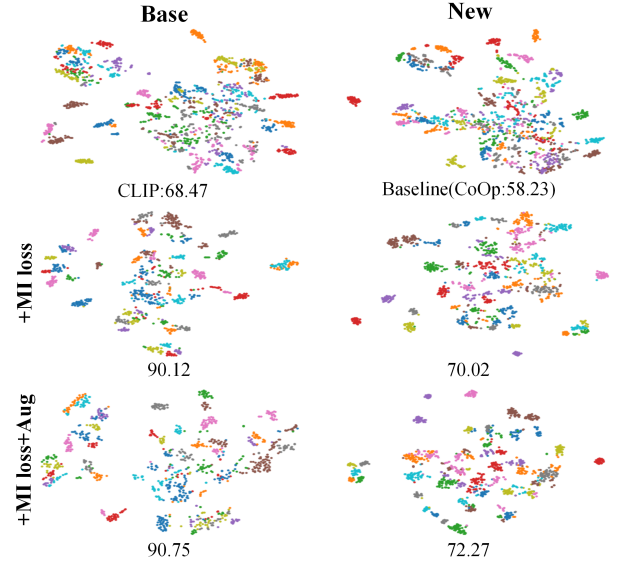 Base New
CLIP:68.47 Baseline(CoOp:58.23)
+MI loss
90.12 70.02
+MI loss+Aug
90.75 72.27